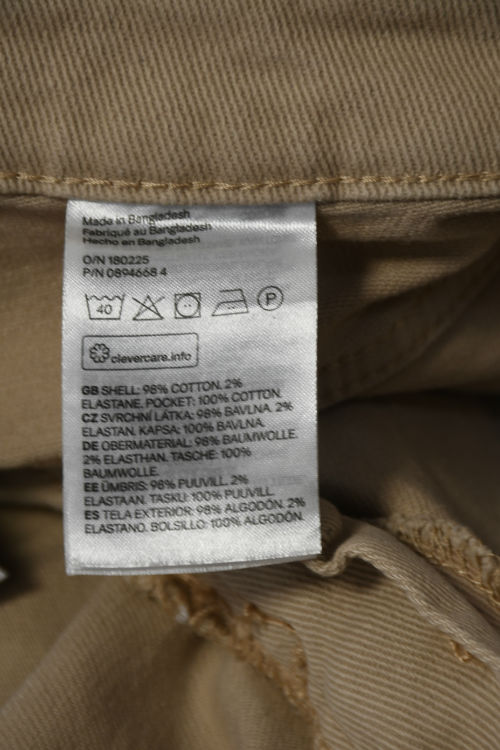 Made in Bangladesh
Fabriqué au Bangladesh
Hecho en Bangladesh
O/N 180225
P/N 0894668 4
40 P
clevercare.info
GB SHELL: 98% COTTON. 2%
ELASTANE. POCKET: 100% COTTON.
CZ SVRCHNÍ LÁTKA: 98% BAVLNA. 2%
ELASTAN. KAPSA: 100% BAVLNA.
DE OBERMATERIAL: 98% BAUMWOLLE.
2% ELASTHAN. TASCHE: 100%
BAUMWOLLE.
EE ÜMBRIS: 98% PUUVILL. 2%
ELASTAAN. TASKU: 100% PUUVILL.
ES TELA EXTERIOR: 98% ALGODÓN. 2%
ELASTANO. BOLSILLO: 100% ALGODÓN.